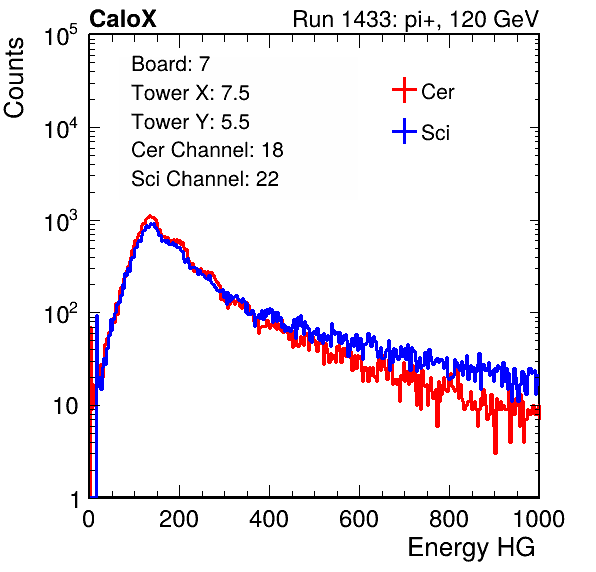 CaloX Run 1433: pi+, 120 GeV
Board: 7
Tower X: 7.5
Tower Y: 5.5
Cer Channel: 18
Sci Channel: 22
Cer
Sci
Counts
10^5
10^4
10^3
10^2
10
1
0 200 400 600 800 1000
Energy HG